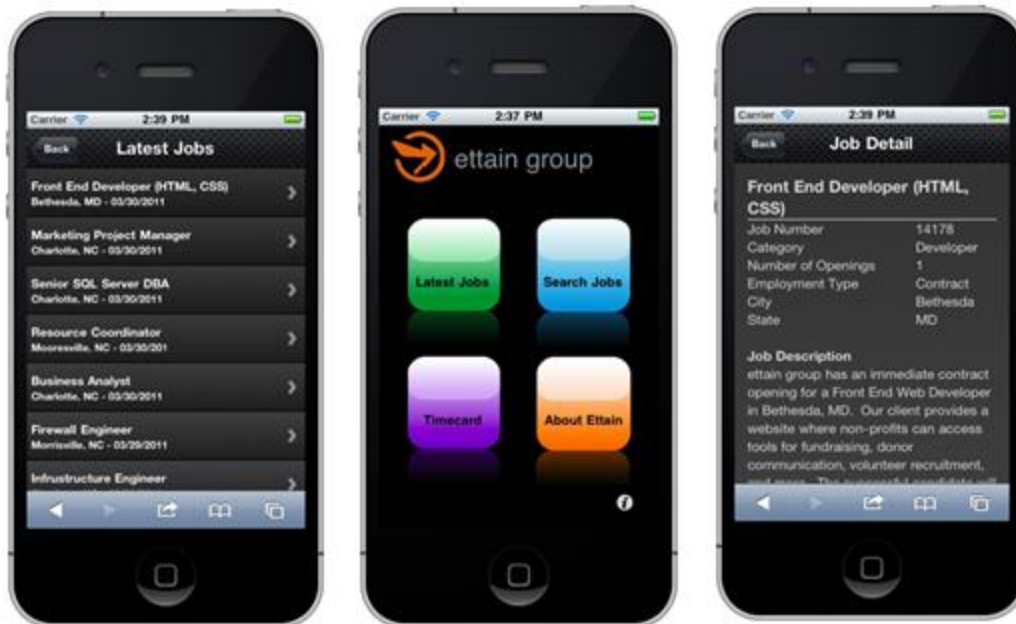 Carrier 2:39 PM
Back Latest Jobs
Front End Developer (HTML, CSS)
Bethesda, MD - 03/30/2011
Marketing Project Manager
Charlotte, NC - 03/30/2011
Senior SQL Server DBA
Charlotte, NC - 03/30/2011
Resource Coordinator
Mooresville, NC - 03/30/201
Business Analyst
Charlotte, NC - 03/30/2011
Firewall Engineer
Morrisville, NC - 03/29/2011
Infrastructure Engineer
Carrier 2:37 PM
ettain group
Latest Jobs
Search Jobs
Timecard
About Ettain
Carrier 2:39 PM
Back Job Detail
Front End Developer (HTML,
CSS)
Job Number 14178
Category Developer
Number of Openings 1
Employment Type Contract
City Bethesda
State MD
Job Description
ettain group has an immediate contract
opening for a Front End Web Developer
in Bethesda, MD. Our client provides a
website where non-profits can access
tools for fundraising, donor
communication, volunteer recruitment,